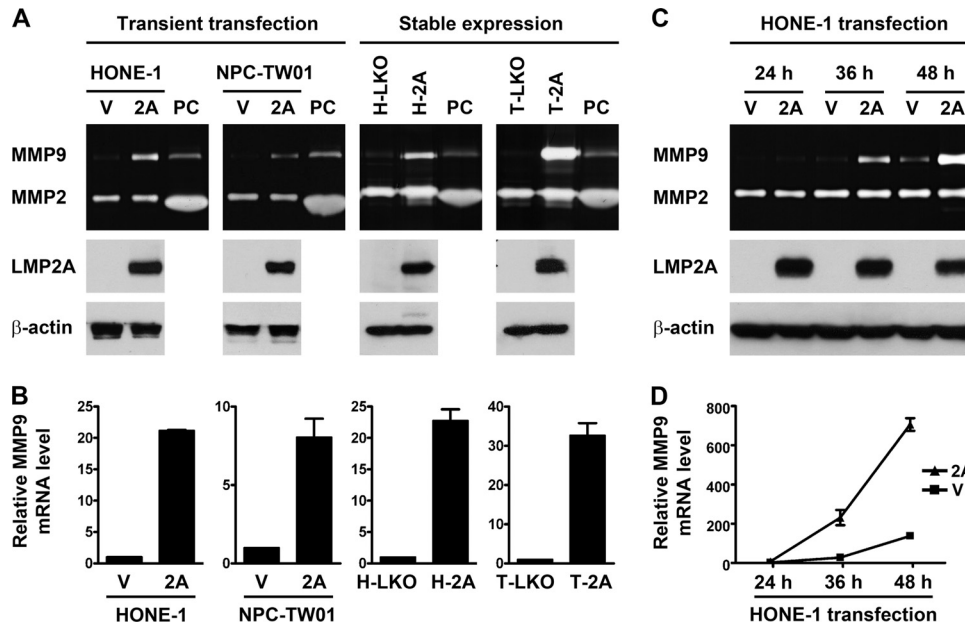 A
Transient transfection
Stable expression
HONE-1
NPC-TW01
V 2A PC
V 2A PC
H-LKO H-2A PC
T-LKO T-2A PC
MMP9
MMP2
LMP2A
β-actin
C
HONE-1 transfection
24 h 36 h 48 h
V 2A V 2A V 2A
MMP9
MMP2
LMP2A
β-actin
B
Relative MMP9
mRNA level
25
20
15
10
5
0
V 2A
HONE-1
10
5
0
V 2A
NPC-TW01
25
20
15
10
5
0
H-LKO H-2A
40
30
20
10
0
T-LKO T-2A
D
Relative MMP9
mRNA level
800
600
400
200
0
24 h 36 h 48 h
HONE-1 transfection
V